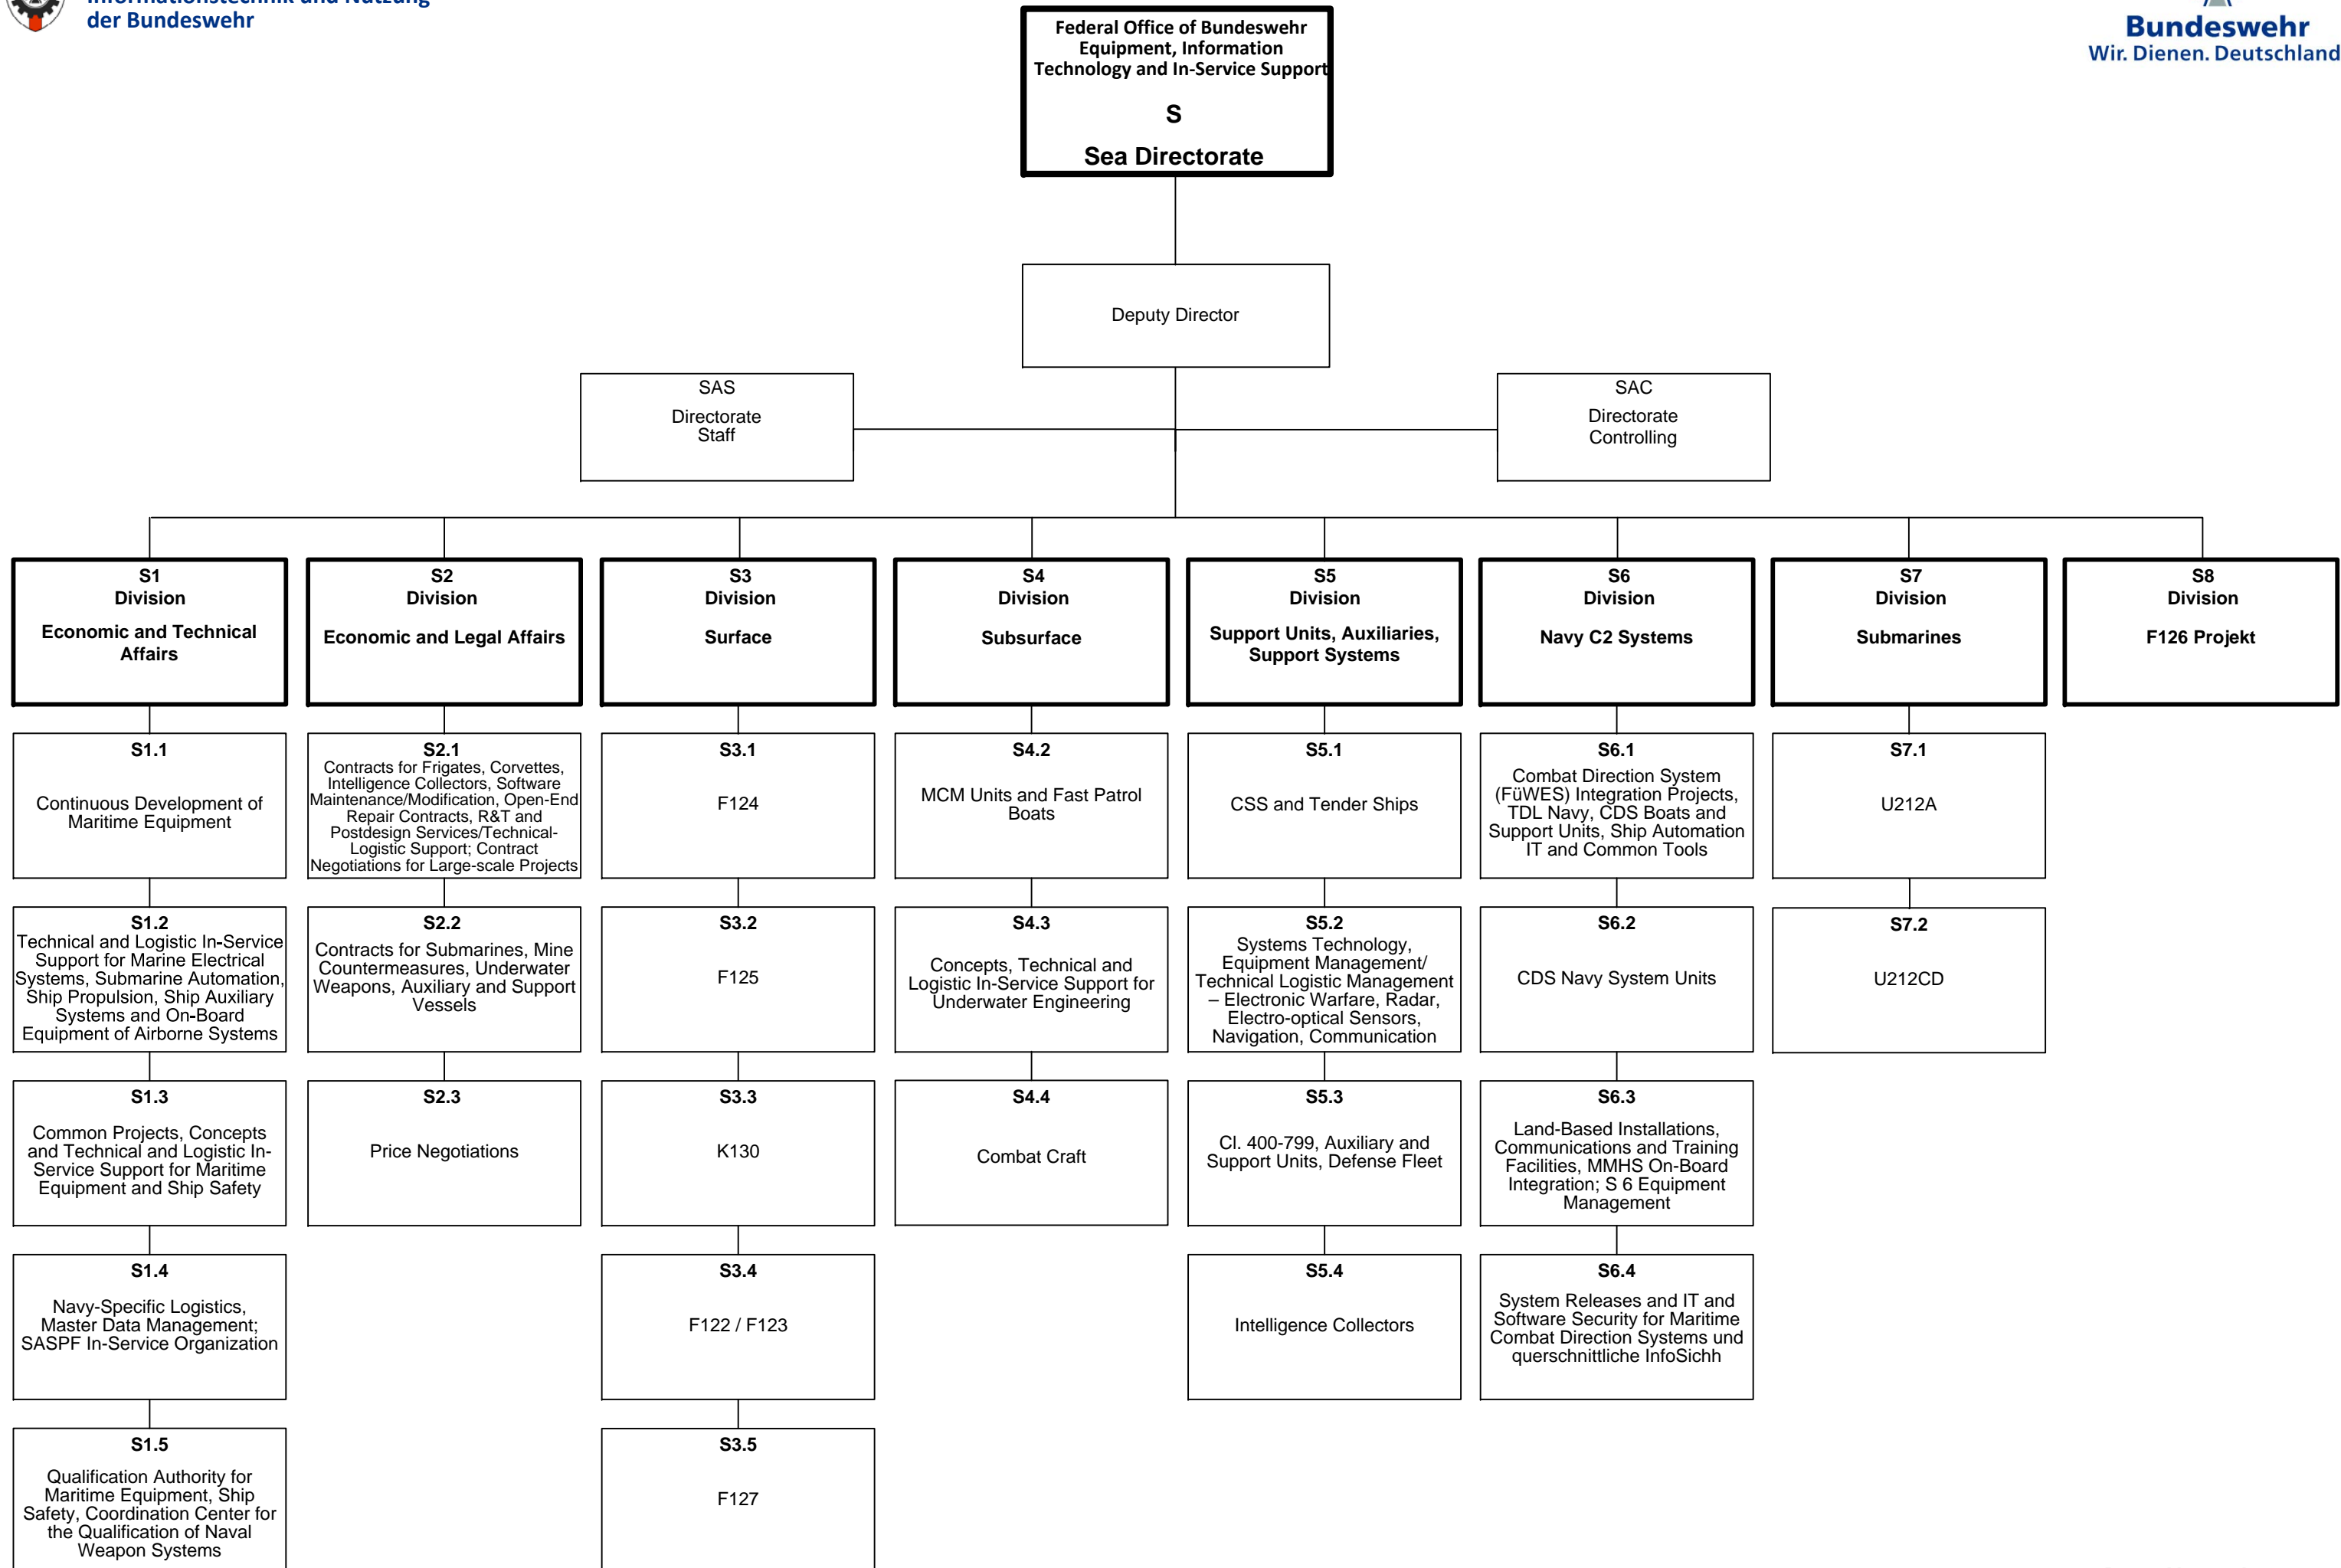 Informationstechnik und Nutzung
der Bundeswehr
Bundeswehr
Wir. Dienen. Deutschland
Federal Office of Bundeswehr
Equipment, Information
Technology and In-Service Support
S
Sea Directorate
Deputy Director
SAS
Directorate
Staff
SAC
Directorate
Controlling
S1
Division
Economic and Technical
Affairs
S2
Division
Economic and Legal Affairs
S3
Division
Surface
S4
Division
Subsurface
S5
Division
Support Units, Auxiliaries,
Support Systems
S6
Division
Navy C2 Systems
S7
Division
Submarines
S8
Division
F126 Projekt
S1.1
Continuous Development of
Maritime Equipment
S2.1
Contracts for Frigates, Corvettes,
Intelligence Collectors, Software
Maintenance/Modification, Open-End
Repair Contracts, R&T and
Postdesign Services/Technical-
Logistic Support; Contract
Negotiations for Large-scale Projects
S3.1
F124
S4.2
MCM Units and Fast Patrol
Boats
S5.1
CSS and Tender Ships
S6.1
Combat Direction System
(FüWES) Integration Projects,
TDL Navy, CDS Boats and
Support Units, Ship Automation
IT and Common Tools
S7.1
U212A
S1.2
Technical and Logistic In-Service
Support for Marine Electrical
Systems, Submarine Automation,
Ship Propulsion, Ship Auxiliary
Systems and On-Board
Equipment of Airborne Systems
S2.2
Contracts for Submarines, Mine
Countermeasures, Underwater
Weapons, Auxiliary and Support
Vessels
S3.2
F125
S4.3
Concepts, Technical and
Logistic In-Service Support for
Underwater Engineering
S5.2
Systems Technology,
Equipment Management/
Technical Logistic Management
– Electronic Warfare, Radar,
Electro-optical Sensors,
Navigation, Communication
S6.2
CDS Navy System Units
S7.2
U212CD
S1.3
Common Projects, Concepts
and Technical and Logistic In-
Service Support for Maritime
Equipment and Ship Safety
S2.3
Price Negotiations
S3.3
K130
S4.4
Combat Craft
S5.3
Cl. 400-799, Auxiliary and
Support Units, Defense Fleet
S6.3
Land-Based Installations,
Communications and Training
Facilities, MMHS On-Board
Integration; S 6 Equipment
Management
S1.4
Navy-Specific Logistics,
Master Data Management;
SASPF In-Service Organization
S3.4
F122 / F123
S5.4
Intelligence Collectors
S6.4
System Releases and IT and
Software Security for Maritime
Combat Direction Systems und
querschnittliche InfoSichh
S1.5
Qualification Authority for
Maritime Equipment, Ship
Safety, Coordination Center for
the Qualification of Naval
Weapon Systems
S3.5
F127